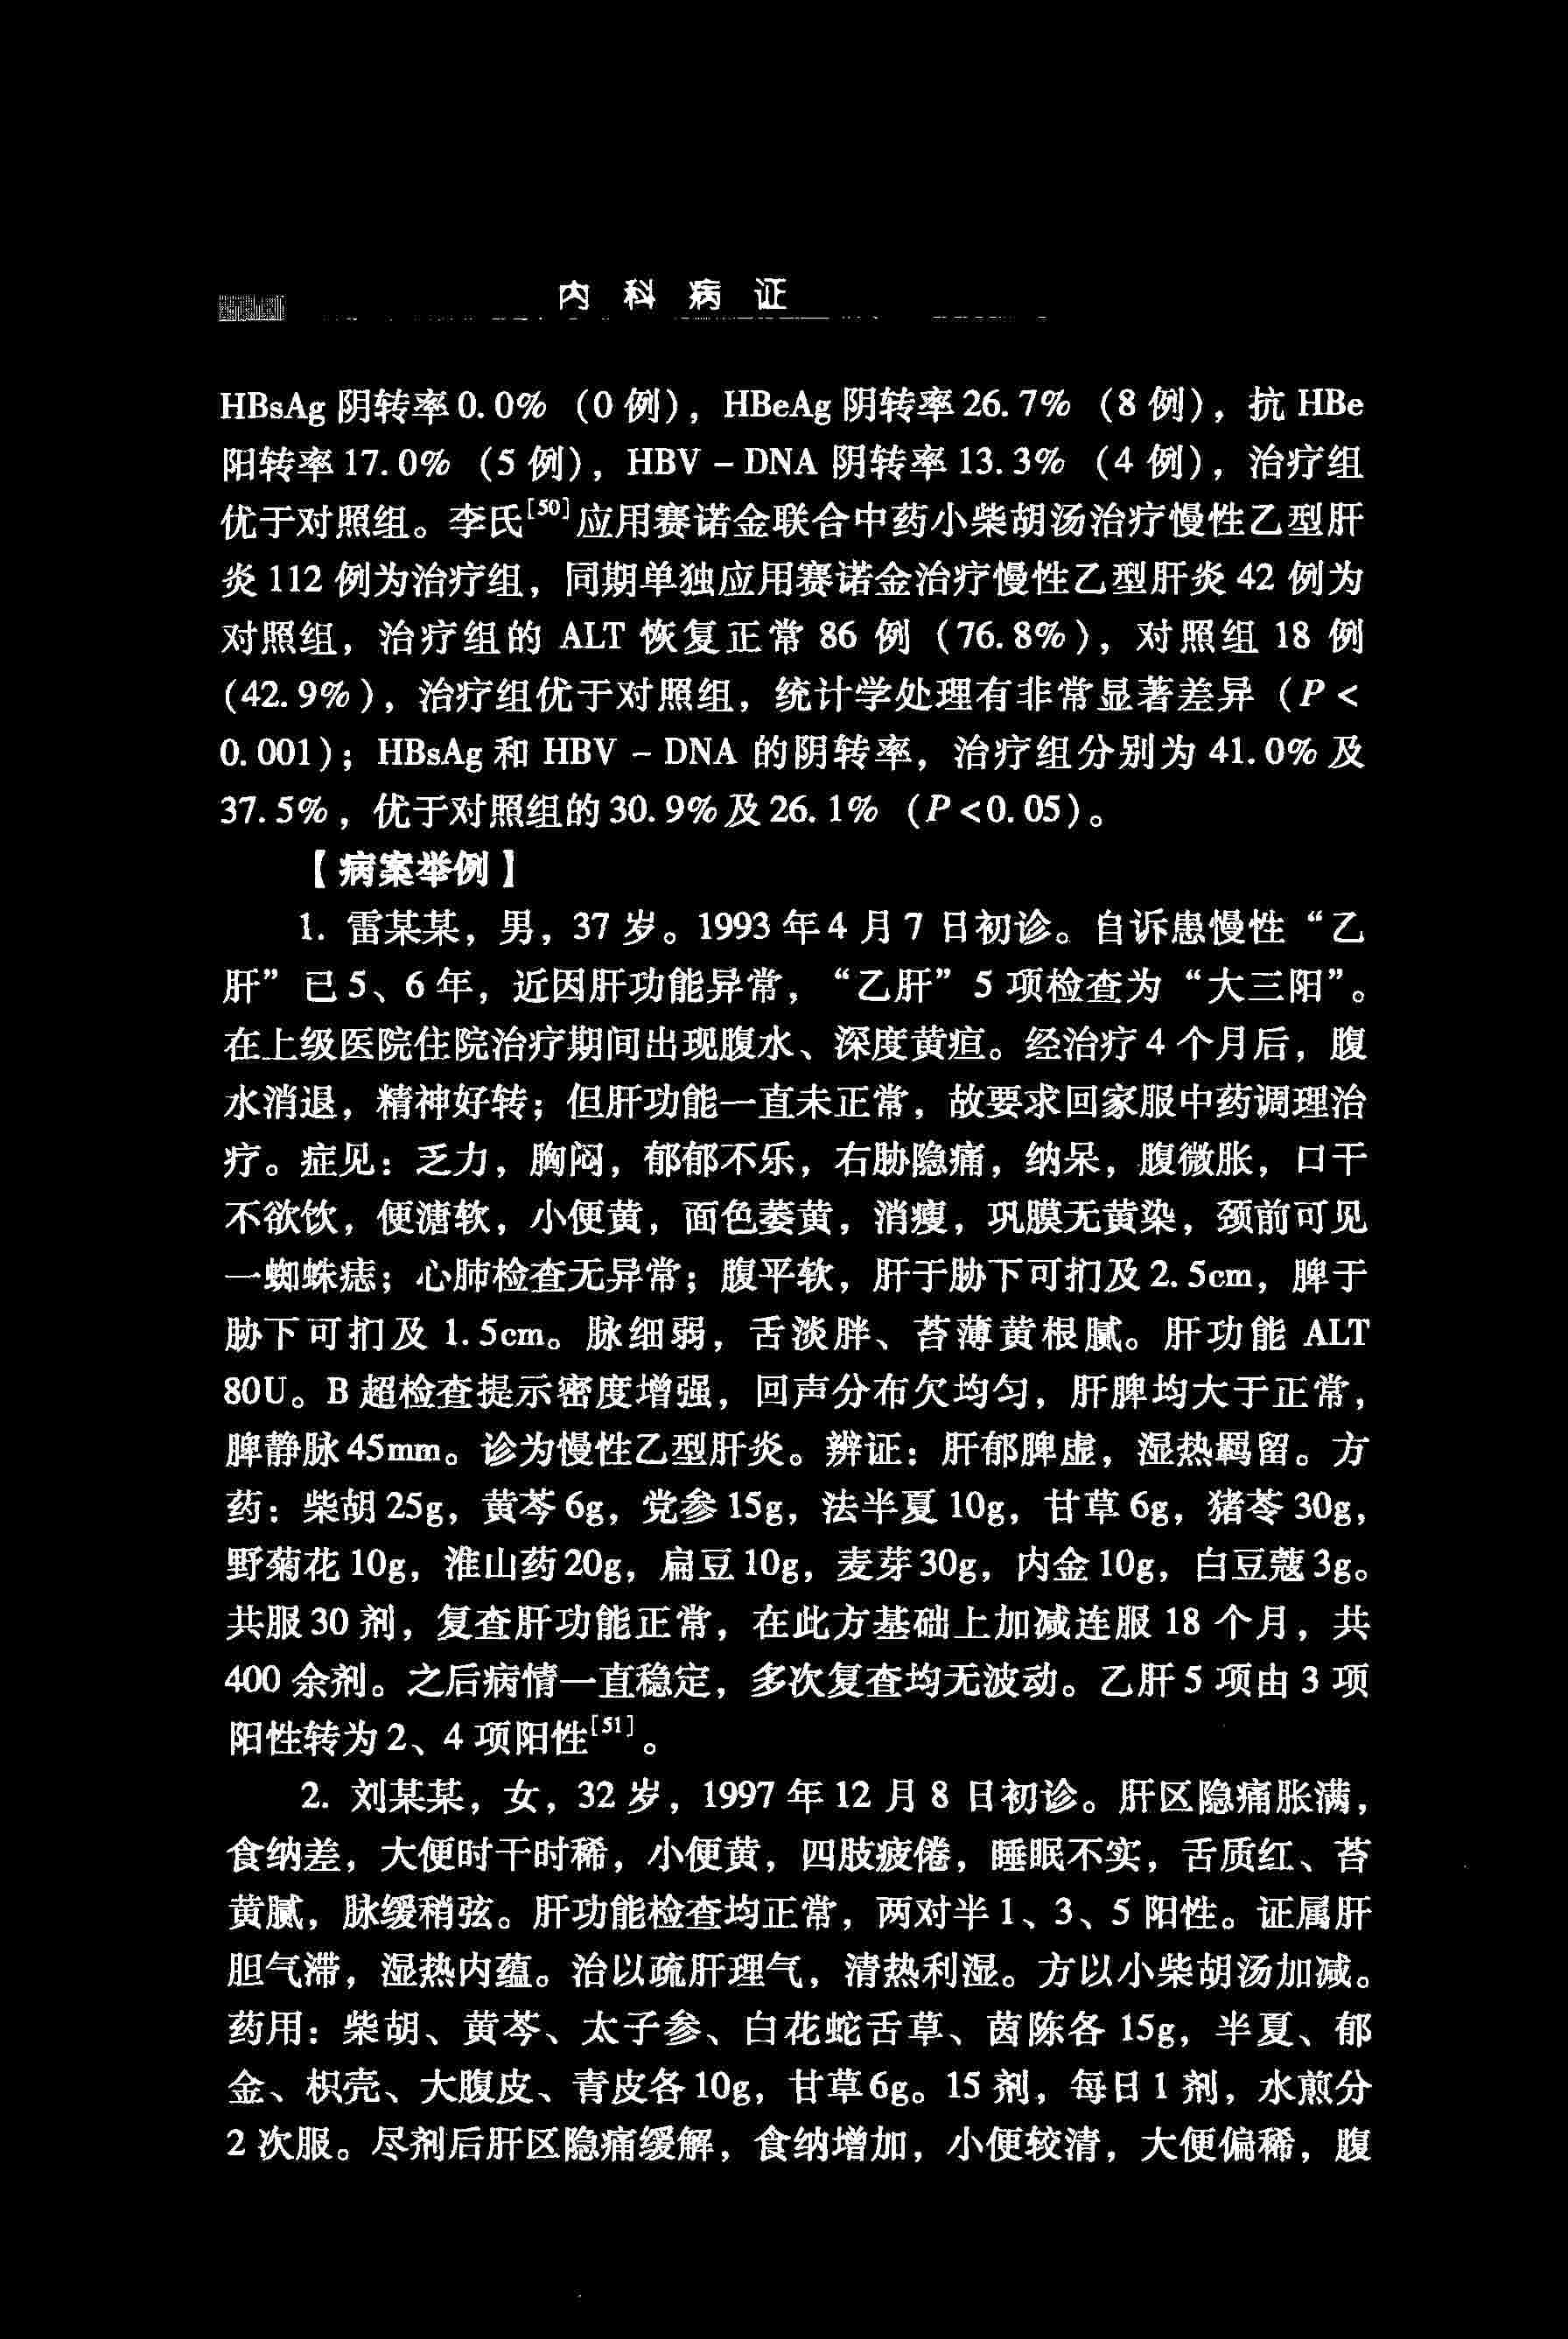 内科病证
HBsAg 阴转率0.0%（0 例），HBeAg 阴转率26.7%（8 例），抗 HBe
阳转率 17.0%（5 例），HBV－DNA 阴转率 13.3%（4 例），治疗组
优于对照组。李氏[50]应用赛诺金联合中药小柴胡汤治疗慢性乙型肝
炎 112 例为治疗组，同期单独应用赛诺金治疗慢性乙型肝炎 42 例为
对照组，治疗组的 ALT 恢复正常 86 例（76.8%），对照组 18 例
（42.9%），治疗组优于对照组，统计学处理有非常显著差异（P＜
0.001）；HBsAg 和 HBV－DNA 的阴转率，治疗组分别为 41.0% 及
37.5%，优于对照组的 30.9% 及 26.1%（P＜0.05）。
【病案举例】
1. 雷某某，男，37 岁。1993 年 4 月 7 日初诊。自诉患慢性“乙
肝”已 5、6 年，近因肝功能异常，“乙肝”5 项检查为“大三阳”。
在上级医院住院治疗期间出现腹水、深度黄疸。经治疗 4 个月后，腹
水消退，精神好转；但肝功能一直未正常，故要求回家服中药调理治
疗。症见：乏力，胸闷，郁郁不乐，右胁隐痛，纳呆，腹微胀，口干
不欲饮，便溏软，小便黄，面色萎黄，消瘦，巩膜无黄染，颈前可见
一蜘蛛痣；心肺检查无异常；腹平软，肝于胁下可扪及 2.5cm，脾于
胁下可扪及 1.5cm。脉细弱，舌淡胖、苔薄黄根腻。肝功能 ALT
80U。B 超检查提示密度增强，回声分布欠均匀，肝脾均大于正常，
脾静脉 45mm。诊为慢性乙型肝炎。辨证：肝郁脾虚，湿热羁留。方
药：柴胡 25g，黄芩 6g，党参 15g，法半夏 10g，甘草 6g，猪苓 30g，
野菊花 10g，淮山药 20g，扁豆 10g，麦芽 30g，内金 10g，白豆蔻 3g。
共服 30 剂，复查肝功能正常，在此方基础上加减连服 18 个月，共
400 余剂。之后病情一直稳定，多次复查均无波动。乙肝 5 项由 3 项
阳性转为 2、4 项阳性[51]。
2. 刘某某，女，32 岁，1997 年 12 月 8 日初诊。肝区隐痛胀满，
食纳差，大便时干时稀，小便黄，四肢疲倦，睡眠不实，舌质红、苔
黄腻，脉缓稍弦。肝功能检查均正常，两对半 1、3、5 阳性。证属肝
胆气滞，湿热内蕴。治以疏肝理气，清热利湿。方以小柴胡汤加减。
药用：柴胡、黄芩、太子参、白花蛇舌草、茵陈各 15g，半夏、郁
金、枳壳、大腹皮、青皮各 10g，甘草 6g。15 剂，每日 1 剂，水煎分
2 次服。尽剂后肝区隐痛缓解，食纳增加，小便较清，大便偏稀，腹